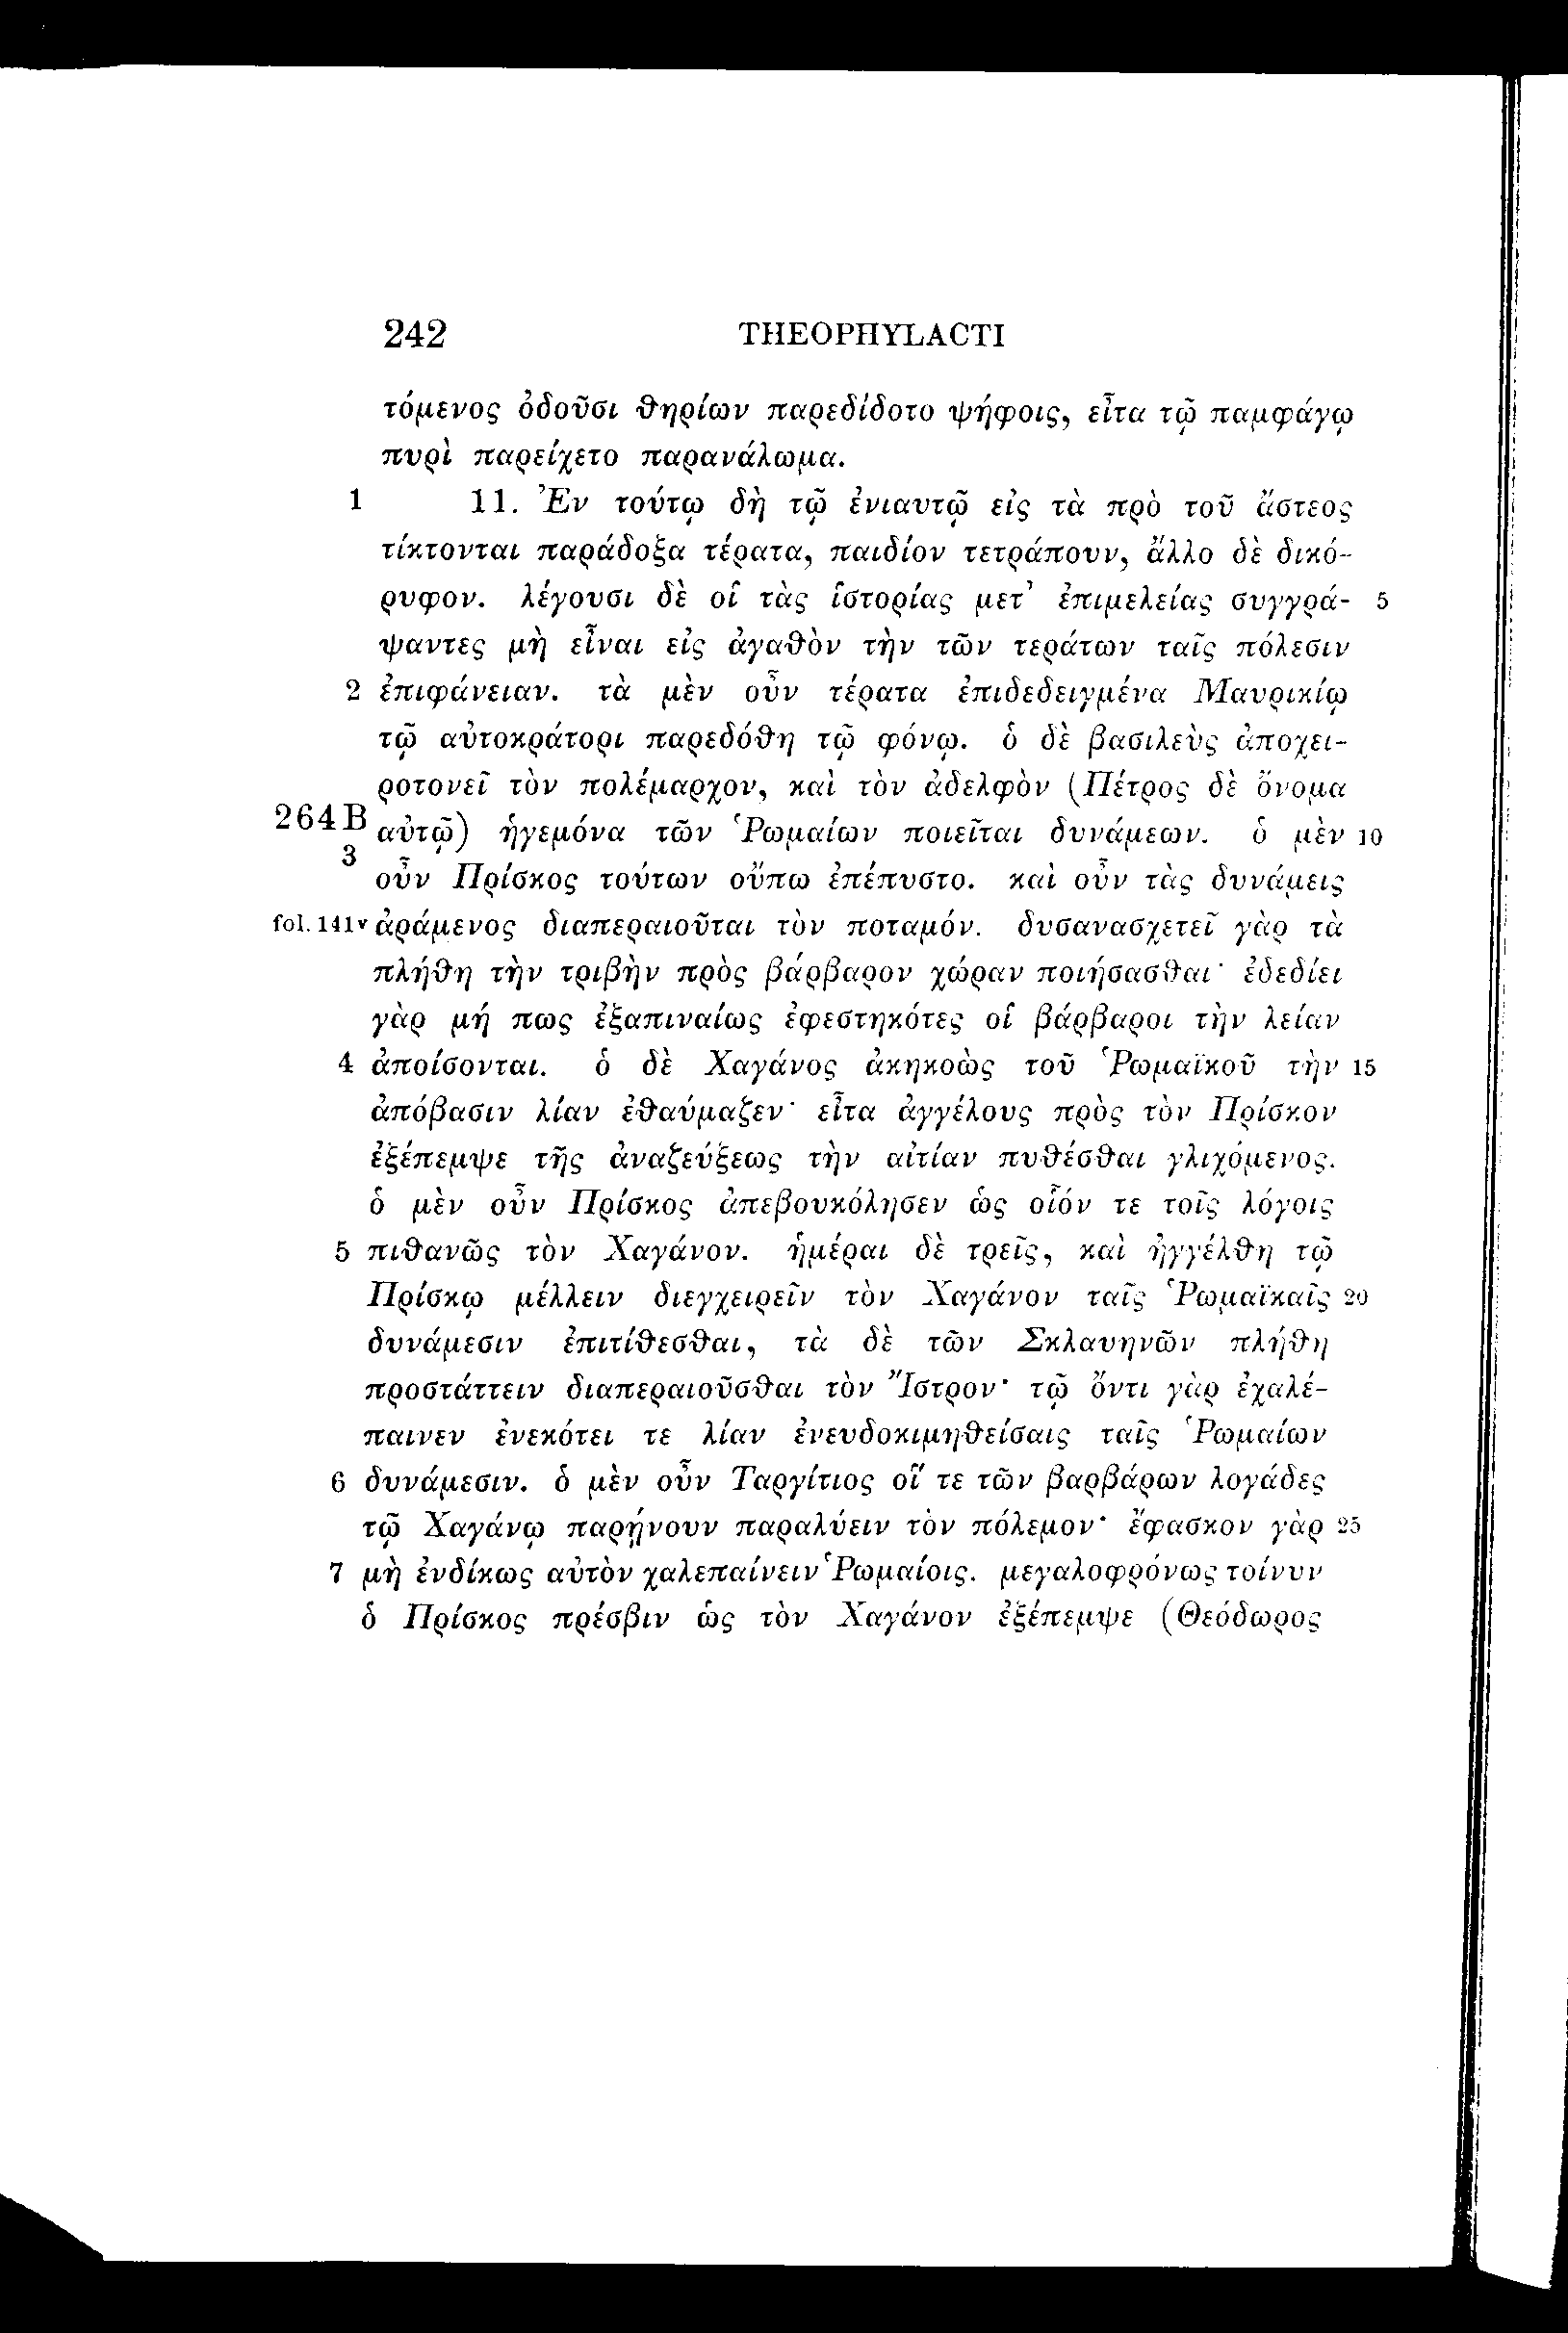 242 THEOPHYLACTI
τόμενος ὀδοῦσι θηρίων παρεδίδοτο ψήφοις, εἶτα τῷ παμφάγῳ
πυρὶ παρείχετο παρανάλωμα.
1 11. Ἐν τούτῳ δὴ τῷ ἐνιαυτῷ εἰς τὰ πρὸ τοῦ ἄστεος
τίκτονται παράδοξα τέρατα, παιδίον τετράπουν, ἄλλο δὲ δικό-
ρυφον. λέγουσι δὲ οἱ τὰς ἱστορίας μετ’ ἐπιμελείας συγγρά- 5
ψαντες μὴ εἶναι εἰς ἀγαθὸν τὴν τῶν τεράτων ταῖς πόλεσιν
2 ἐπιφάνειαν. τὰ μὲν οὖν τέρατα ἐπιδεδειγμένα Μαυρικίῳ
τῷ αὐτοκράτορι παρεδόθη τῷ φόνῳ. ὁ δὲ βασιλεὺς ἀποχει-
ροτονεῖ τὸν πολέμαρχον, καὶ τὸν ἀδελφὸν (Πέτρος δὲ ὄνομα
264B αὐτῷ) ἡγεμόνα τῶν Ῥωμαίων ποιεῖται δυνάμεων. ὁ μὲν 10
3 οὖν Πρίσκος τούτων οὔπω ἐπέπυστο. καὶ οὖν τὰς δυνάμεις
fol. 141v ἀράμενος διαπεραιοῦται τὸν ποταμόν. δυσανασχετεῖ γὰρ τὰ
πλήθη τὴν τριβὴν πρὸς βάρβαρον χώραν ποιήσασθαι· ἐδεδίει
γὰρ μή πως ἐξαπιναίως ἐφεστηκότες οἱ βάρβαροι τὴν λείαν
4 ἀποίσονται. ὁ δὲ Χαγάνος ἀκηκοὼς τοῦ Ῥωμαϊκοῦ τὴν 15
ἀπόβασιν λίαν ἐθαύμαζεν· εἶτα ἀγγέλους πρὸς τὸν Πρίσκον
ἐξέπεμψε τῆς ἀναζεύξεως τὴν αἰτίαν πυθέσθαι γλιχόμενος.
ὁ μὲν οὖν Πρίσκος ἀπεβουκόλησεν ὡς οἷόν τε τοῖς λόγοις
5 πιθανῶς τὸν Χαγάνον. ἡμέραι δὲ τρεῖς, καὶ ἠγγέλθη τῷ
Πρίσκῳ μέλλειν διεγχειρεῖν τὸν Χαγάνον ταῖς Ῥωμαϊκαῖς 20
δυνάμεσιν ἐπιτίθεσθαι, τὰ δὲ τῶν Σκλαυηνῶν πλήθη
προστάττειν διαπεραιοῦσθαι τὸν Ἴστρον· τῷ ὄντι γὰρ ἐχαλέ-
παινεν ἐνεκότει τε λίαν ἐνευδοκιμηθείσαις ταῖς Ῥωμαίων
6 δυνάμεσιν. ὁ μὲν οὖν Ταργίτιος οἵ τε τῶν βαρβάρων λογάδες
τῷ Χαγάνῳ παρῄνουν παραλύειν τὸν πόλεμον· ἔφασκον γὰρ 25
7 μὴ ἐνδίκως αὐτὸν χαλεπαίνειν Ῥωμαίοις. μεγαλοφρόνως τοίνυν
ὁ Πρίσκος πρέσβιν ὡς τὸν Χαγάνον ἐξέπεμψε (Θεόδωρος